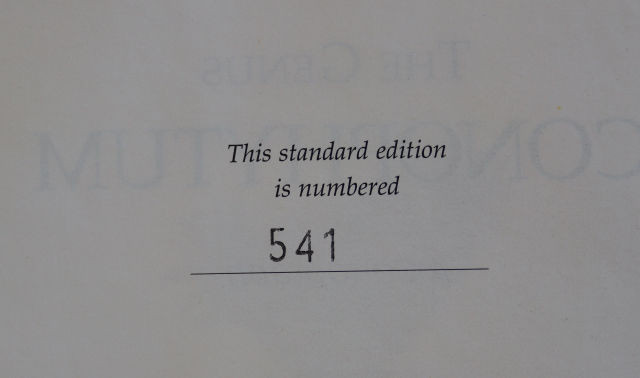 This standard edition
is numbered
541